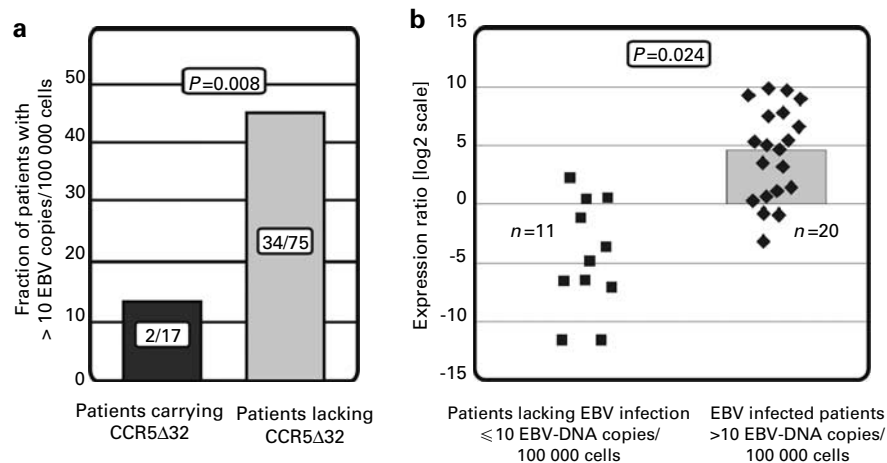 a
Fraction of patients with
> 10 EBV copies/100 000 cells
50
40
30
20
10
0
P=0.008
34/75
2/17
Patients carrying
CCR5Δ32
Patients lacking
CCR5Δ32
b
Expression ratio [log2 scale]
15
10
5
0
-5
-10
-15
P=0.024
n=11
n=20
Patients lacking EBV infection
⩽10 EBV-DNA copies/
100 000 cells
EBV infected patients
>10 EBV-DNA copies/
100 000 cells